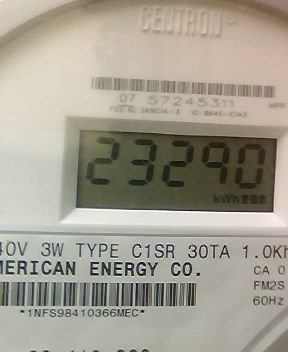 CENTRON®
07 57245311
23290
kWh
40V 3W TYPE C1SR 30TA 1.0Kh
MERICAN ENERGY CO.
CA 0
FM2S
60Hz
*1NFS98410366MEC*